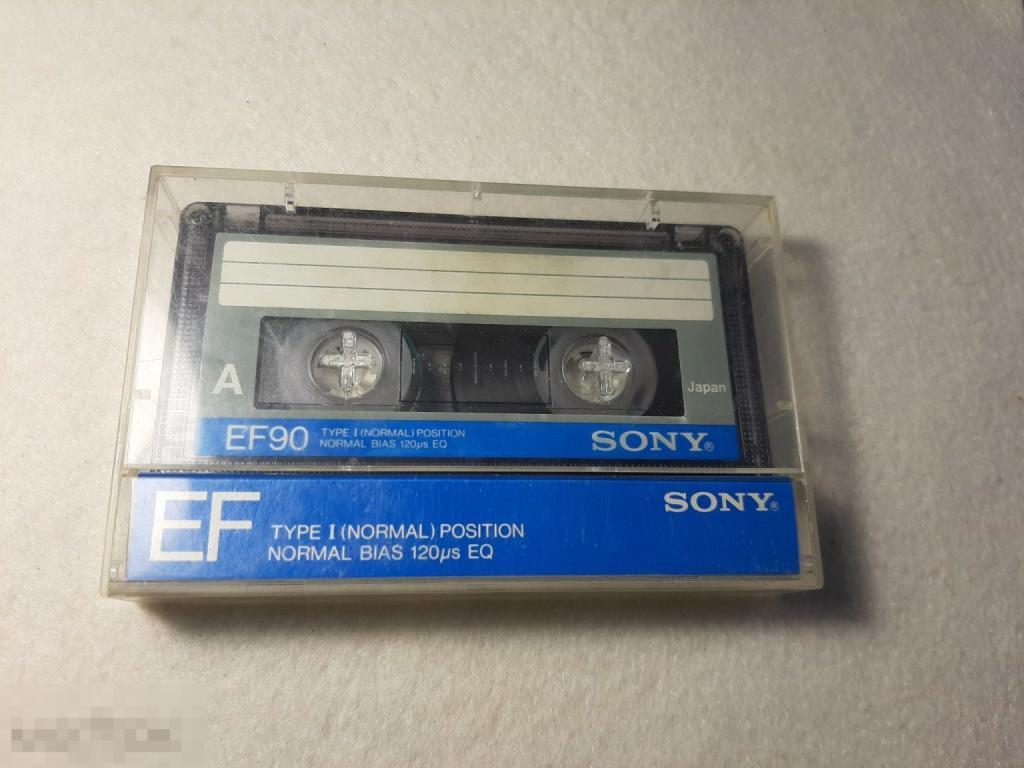 A
Japan
EF90 TYPE I (NORMAL) POSITION
NORMAL BIAS 120µs EQ
SONY®
EF TYPE I (NORMAL) POSITION
NORMAL BIAS 120µs EQ
SONY®